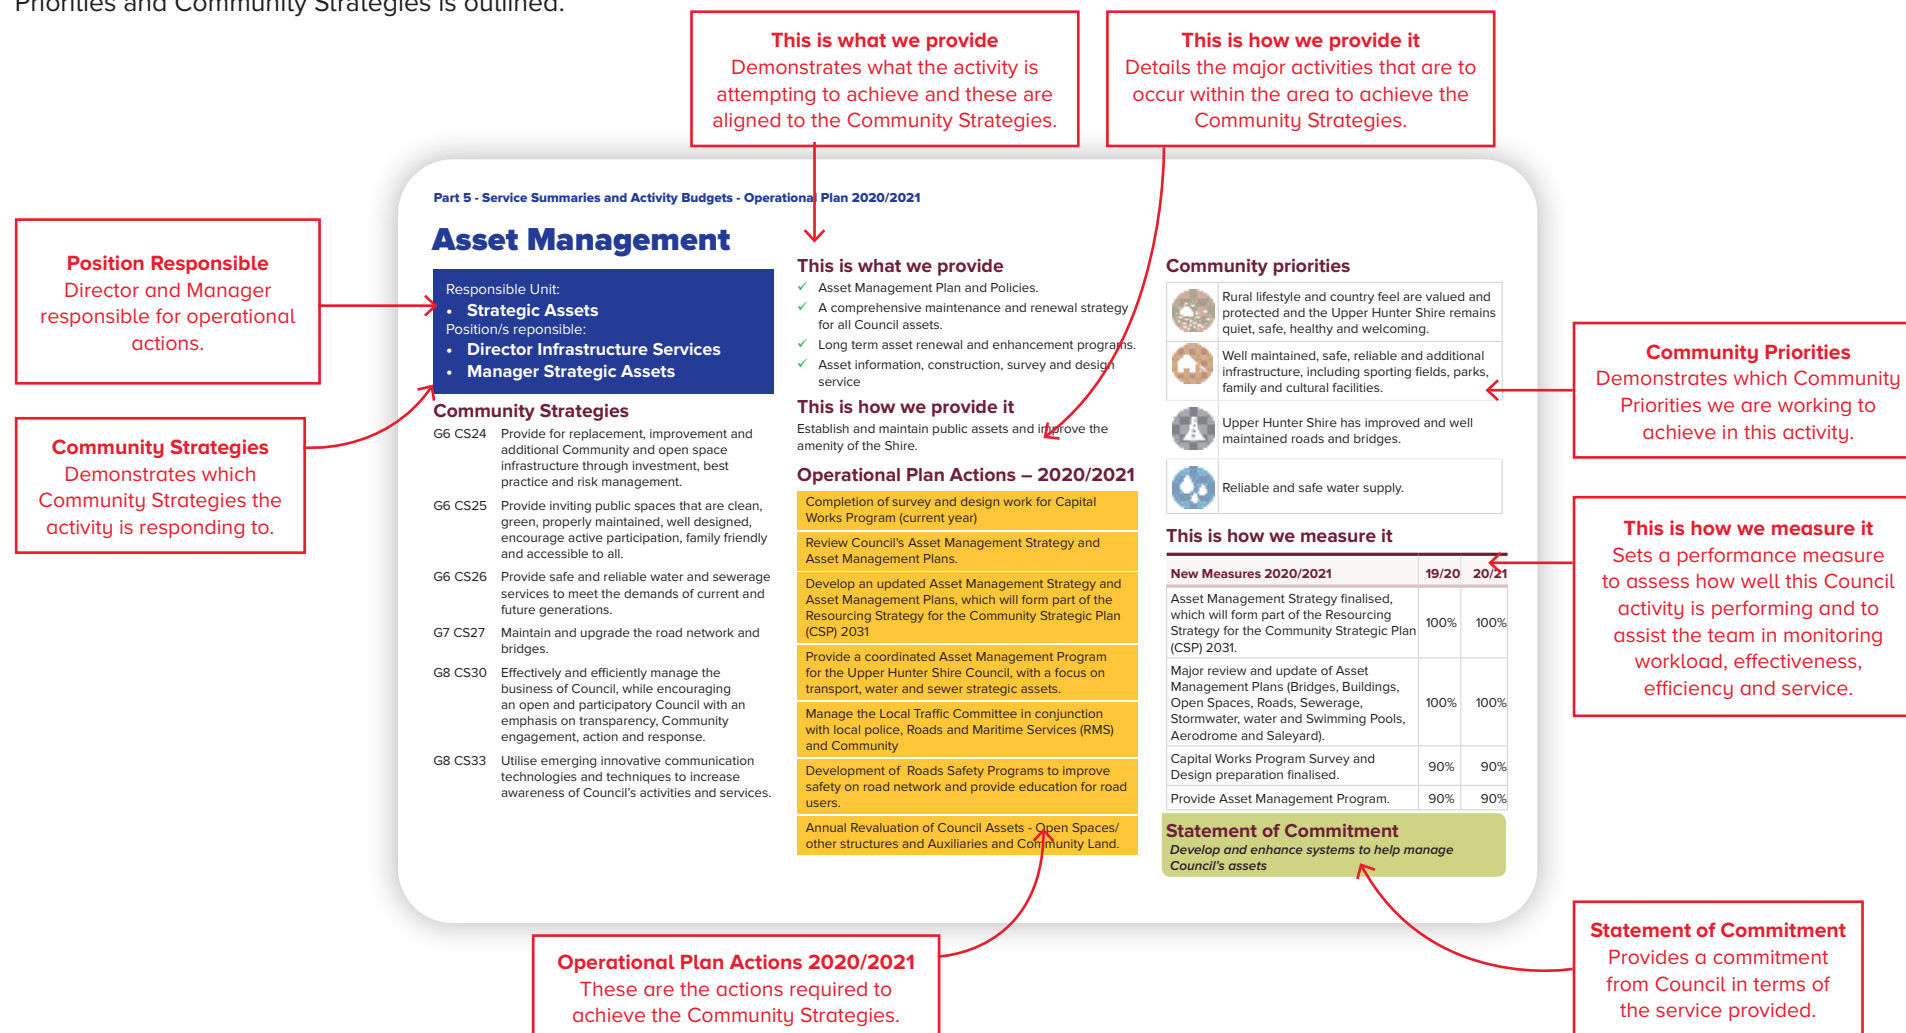 Priorities and Community Strategies is outlined.
This is what we provide
Demonstrates what the activity is
attempting to achieve and these are
aligned to the Community Strategies.
This is how we provide it
Details the major activities that are to
occur within the area to achieve the
Community Strategies.
Position Responsible
Director and Manager
responsible for operational
actions.
Community Strategies
Demonstrates which
Community Strategies the
activity is responding to.
Part 5 - Service Summaries and Activity Budgets - Operational Plan 2020/2021
Asset Management
Responsible Unit:
• Strategic Assets
Position/s reponsible:
• Director Infrastructure Services
• Manager Strategic Assets
Community Strategies
G6 CS24 Provide for replacement, improvement and
additional Community and open space
infrastructure through investment, best
practice and risk management.
G6 CS25 Provide inviting public spaces that are clean,
green, properly maintained, well designed,
encourage active participation, family friendly
and accessible to all.
G6 CS26 Provide safe and reliable water and sewerage
services to meet the demands of current and
future generations.
G7 CS27 Maintain and upgrade the road network and
bridges.
G8 CS30 Effectively and efficiently manage the
business of Council, while encouraging
an open and participatory Council with an
emphasis on transparency, Community
engagement, action and response.
G8 CS33 Utilise emerging innovative communication
technologies and techniques to increase
awareness of Council's activities and services.
This is what we provide
✓ Asset Management Plan and Policies.
✓ A comprehensive maintenance and renewal strategy
for all Council assets.
✓ Long term asset renewal and enhancement programs.
✓ Asset information, construction, survey and design
service
This is how we provide it
Establish and maintain public assets and improve the
amenity of the Shire.
Operational Plan Actions – 2020/2021
Completion of survey and design work for Capital
Works Program (current year)
Review Council's Asset Management Strategy and
Asset Management Plans.
Develop an updated Asset Management Strategy and
Asset Management Plans, which will form part of the
Resourcing Strategy for the Community Strategic Plan
(CSP) 2031
Provide a coordinated Asset Management Program
for the Upper Hunter Shire Council, with a focus on
transport, water and sewer strategic assets.
Manage the Local Traffic Committee in conjunction
with local police, Roads and Maritime Services (RMS)
and Community
Development of Roads Safety Programs to improve
safety on road network and provide education for road
users.
Annual Revaluation of Council Assets - Open Spaces/
other structures and Auxiliaries and Community Land.
Community priorities
Rural lifestyle and country feel are valued and
protected and the Upper Hunter Shire remains
quiet, safe, healthy and welcoming.
Well maintained, safe, reliable and additional
infrastructure, including sporting fields, parks,
family and cultural facilities.
Upper Hunter Shire has improved and well
maintained roads and bridges.
Reliable and safe water supply.
This is how we measure it
New Measures 2020/2021 19/20 20/21
Asset Management Strategy finalised,
which will form part of the Resourcing
Strategy for the Community Strategic Plan
(CSP) 2031. 100% 100%
Major review and update of Asset
Management Plans (Bridges, Buildings,
Open Spaces, Roads, Sewerage,
Stormwater, water and Swimming Pools,
Aerodrome and Saleyard). 100% 100%
Capital Works Program Survey and
Design preparation finalised. 90% 90%
Provide Asset Management Program. 90% 90%
Statement of Commitment
Develop and enhance systems to help manage
Council's assets
Community Priorities
Demonstrates which Community
Priorities we are working to
achieve in this activity.
This is how we measure it
Sets a performance measure
to assess how well this Council
activity is performing and to
assist the team in monitoring
workload, effectiveness,
efficiency and service.
Operational Plan Actions 2020/2021
These are the actions required to
achieve the Community Strategies.
Statement of Commitment
Provides a commitment
from Council in terms of
the service provided.